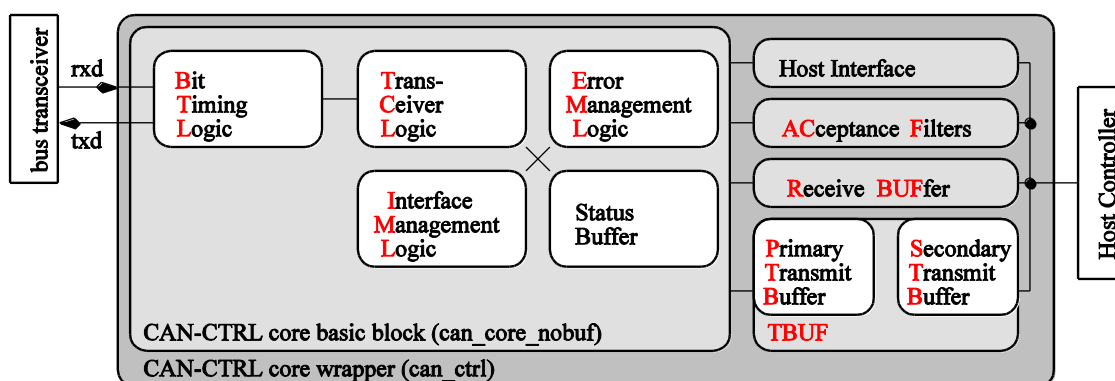 bus transceiver
rxd
txd
Bit
Timing
Logic
Trans-
Ceiver
Logic
Error
Management
Logic
Interface
Management
Logic
Status
Buffer
CAN-CTRL core basic block (can_core_nobuf)
CAN-CTRL core wrapper (can_ctrl)
Host Interface
ACceptance Filters
Receive BUFfer
Primary
Transmit
Buffer
Secondary
Transmit
Buffer
TBUF
Host Controller